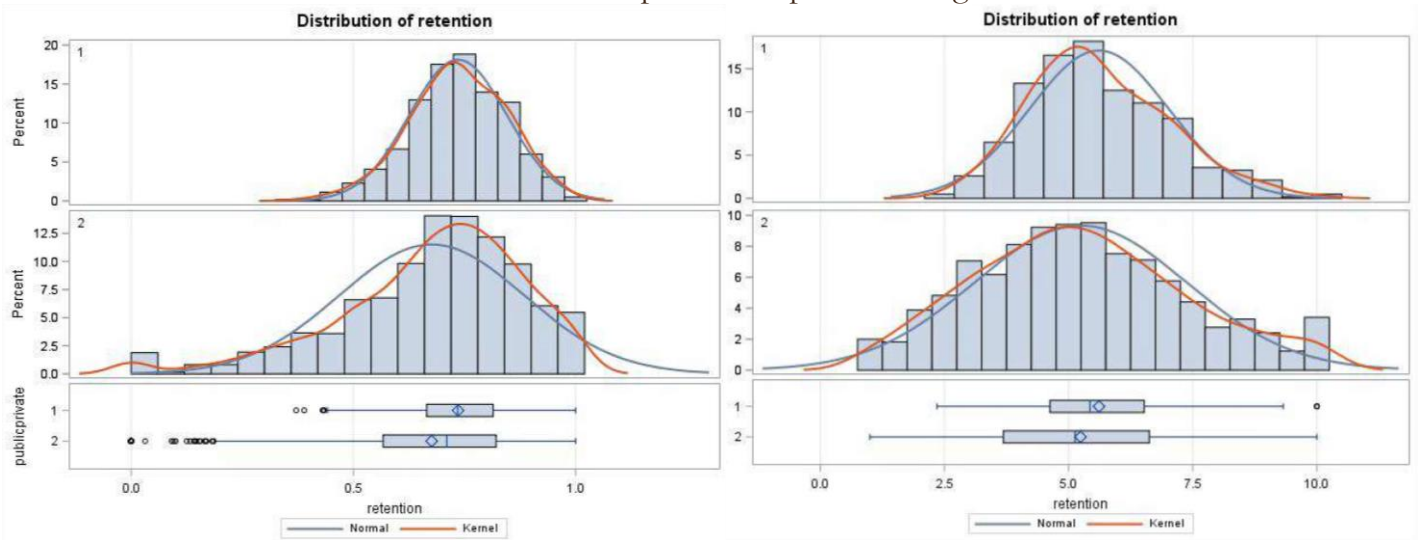 Distribution of retention
1
20
15
10
5
0
Percent
2
12.5
10.0
7.5
5.0
2.5
0.0
Percent
1
2
publicprivate
0.0 0.5 1.0
retention
Normal Kernel
Distribution of retention
1
15
10
5
0
2
10
8
6
4
2
0
1
2
0.0 2.5 5.0 7.5 10.0
retention
Normal Kernel